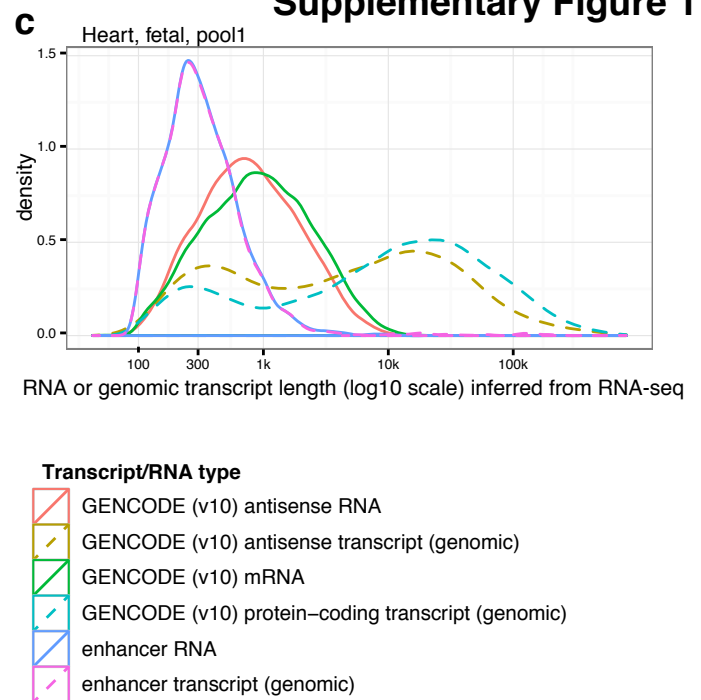 Supplementary Figure 1
c
Heart, fetal, pool1
1.5
1.0
0.5
0.0
density
100 300 1k 10k 100k
RNA or genomic transcript length (log10 scale) inferred from RNA-seq
Transcript/RNA type
GENCODE (v10) antisense RNA
GENCODE (v10) antisense transcript (genomic)
GENCODE (v10) mRNA
GENCODE (v10) protein−coding transcript (genomic)
enhancer RNA
enhancer transcript (genomic)